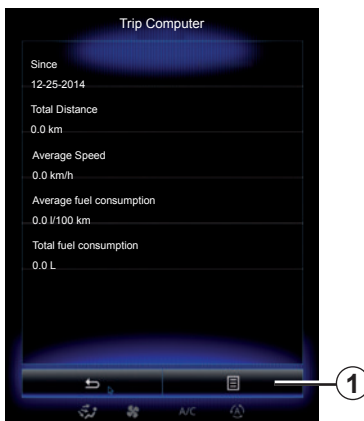 Trip Computer
Since
12-25-2014
Total Distance
0.0 km
Average Speed
0.0 km/h
Average fuel consumption
0.0 l/100 km
Total fuel consumption
0.0 L
1
A/C
A